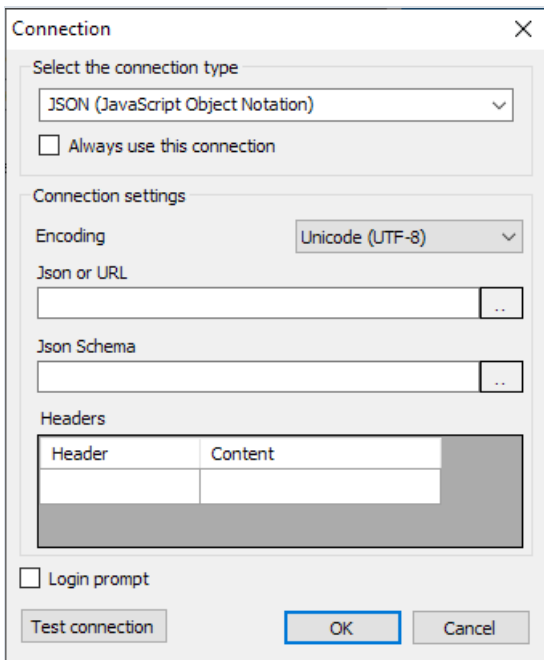 Connection
Select the connection type
JSON (JavaScript Object Notation)
Always use this connection
Connection settings
Encoding Unicode (UTF-8)
Json or URL
..
Json Schema
..
Headers
Header Content
Login prompt
Test connection OK Cancel